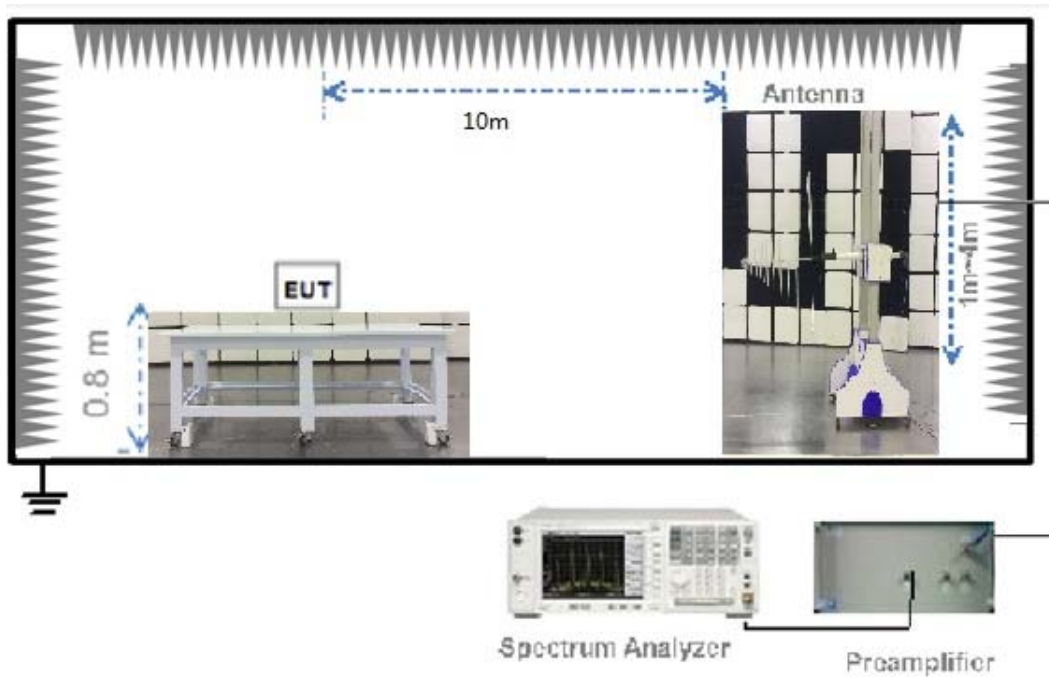 Antenna
10m
1m~4m
EUT
0.8 m
Spectrum Analyzer
Preamplifier